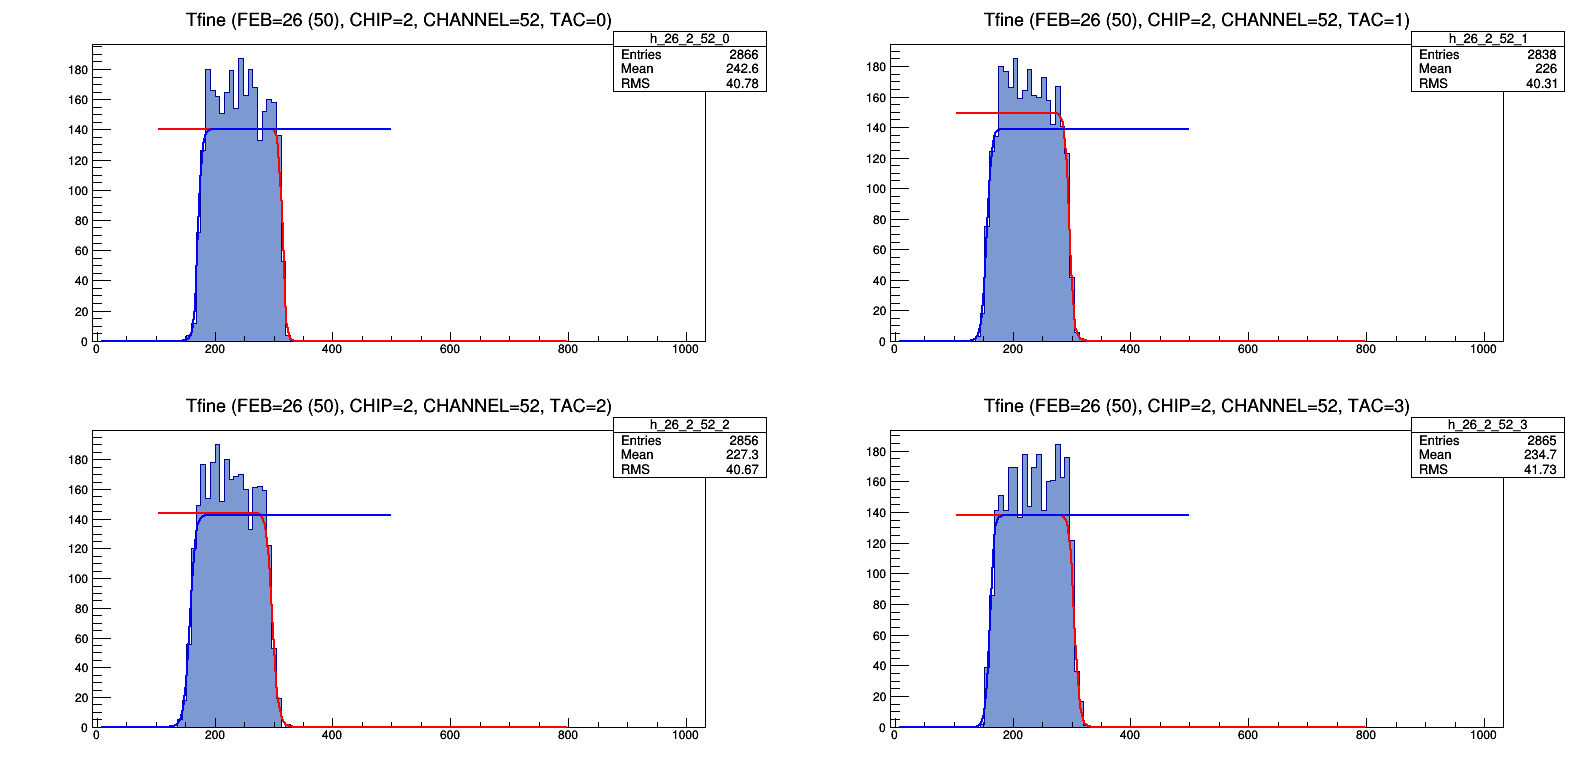 Tfine (FEB=26 (50), CHIP=2, CHANNEL=52, TAC=0)
h_26_2_52_0
Entries 2866
Mean 242.6
RMS 40.78
180
160
140
120
100
80
60
40
20
0
0 200 400 600 800 1000
Tfine (FEB=26 (50), CHIP=2, CHANNEL=52, TAC=1)
h_26_2_52_1
Entries 2838
Mean 226
RMS 40.31
180
160
140
120
100
80
60
40
20
0
0 200 400 600 800 1000
Tfine (FEB=26 (50), CHIP=2, CHANNEL=52, TAC=2)
h_26_2_52_2
Entries 2856
Mean 227.3
RMS 40.67
180
160
140
120
100
80
60
40
20
0
0 200 400 600 800 1000
Tfine (FEB=26 (50), CHIP=2, CHANNEL=52, TAC=3)
h_26_2_52_3
Entries 2865
Mean 234.7
RMS 41.73
180
160
140
120
100
80
60
40
20
0
0 200 400 600 800 1000